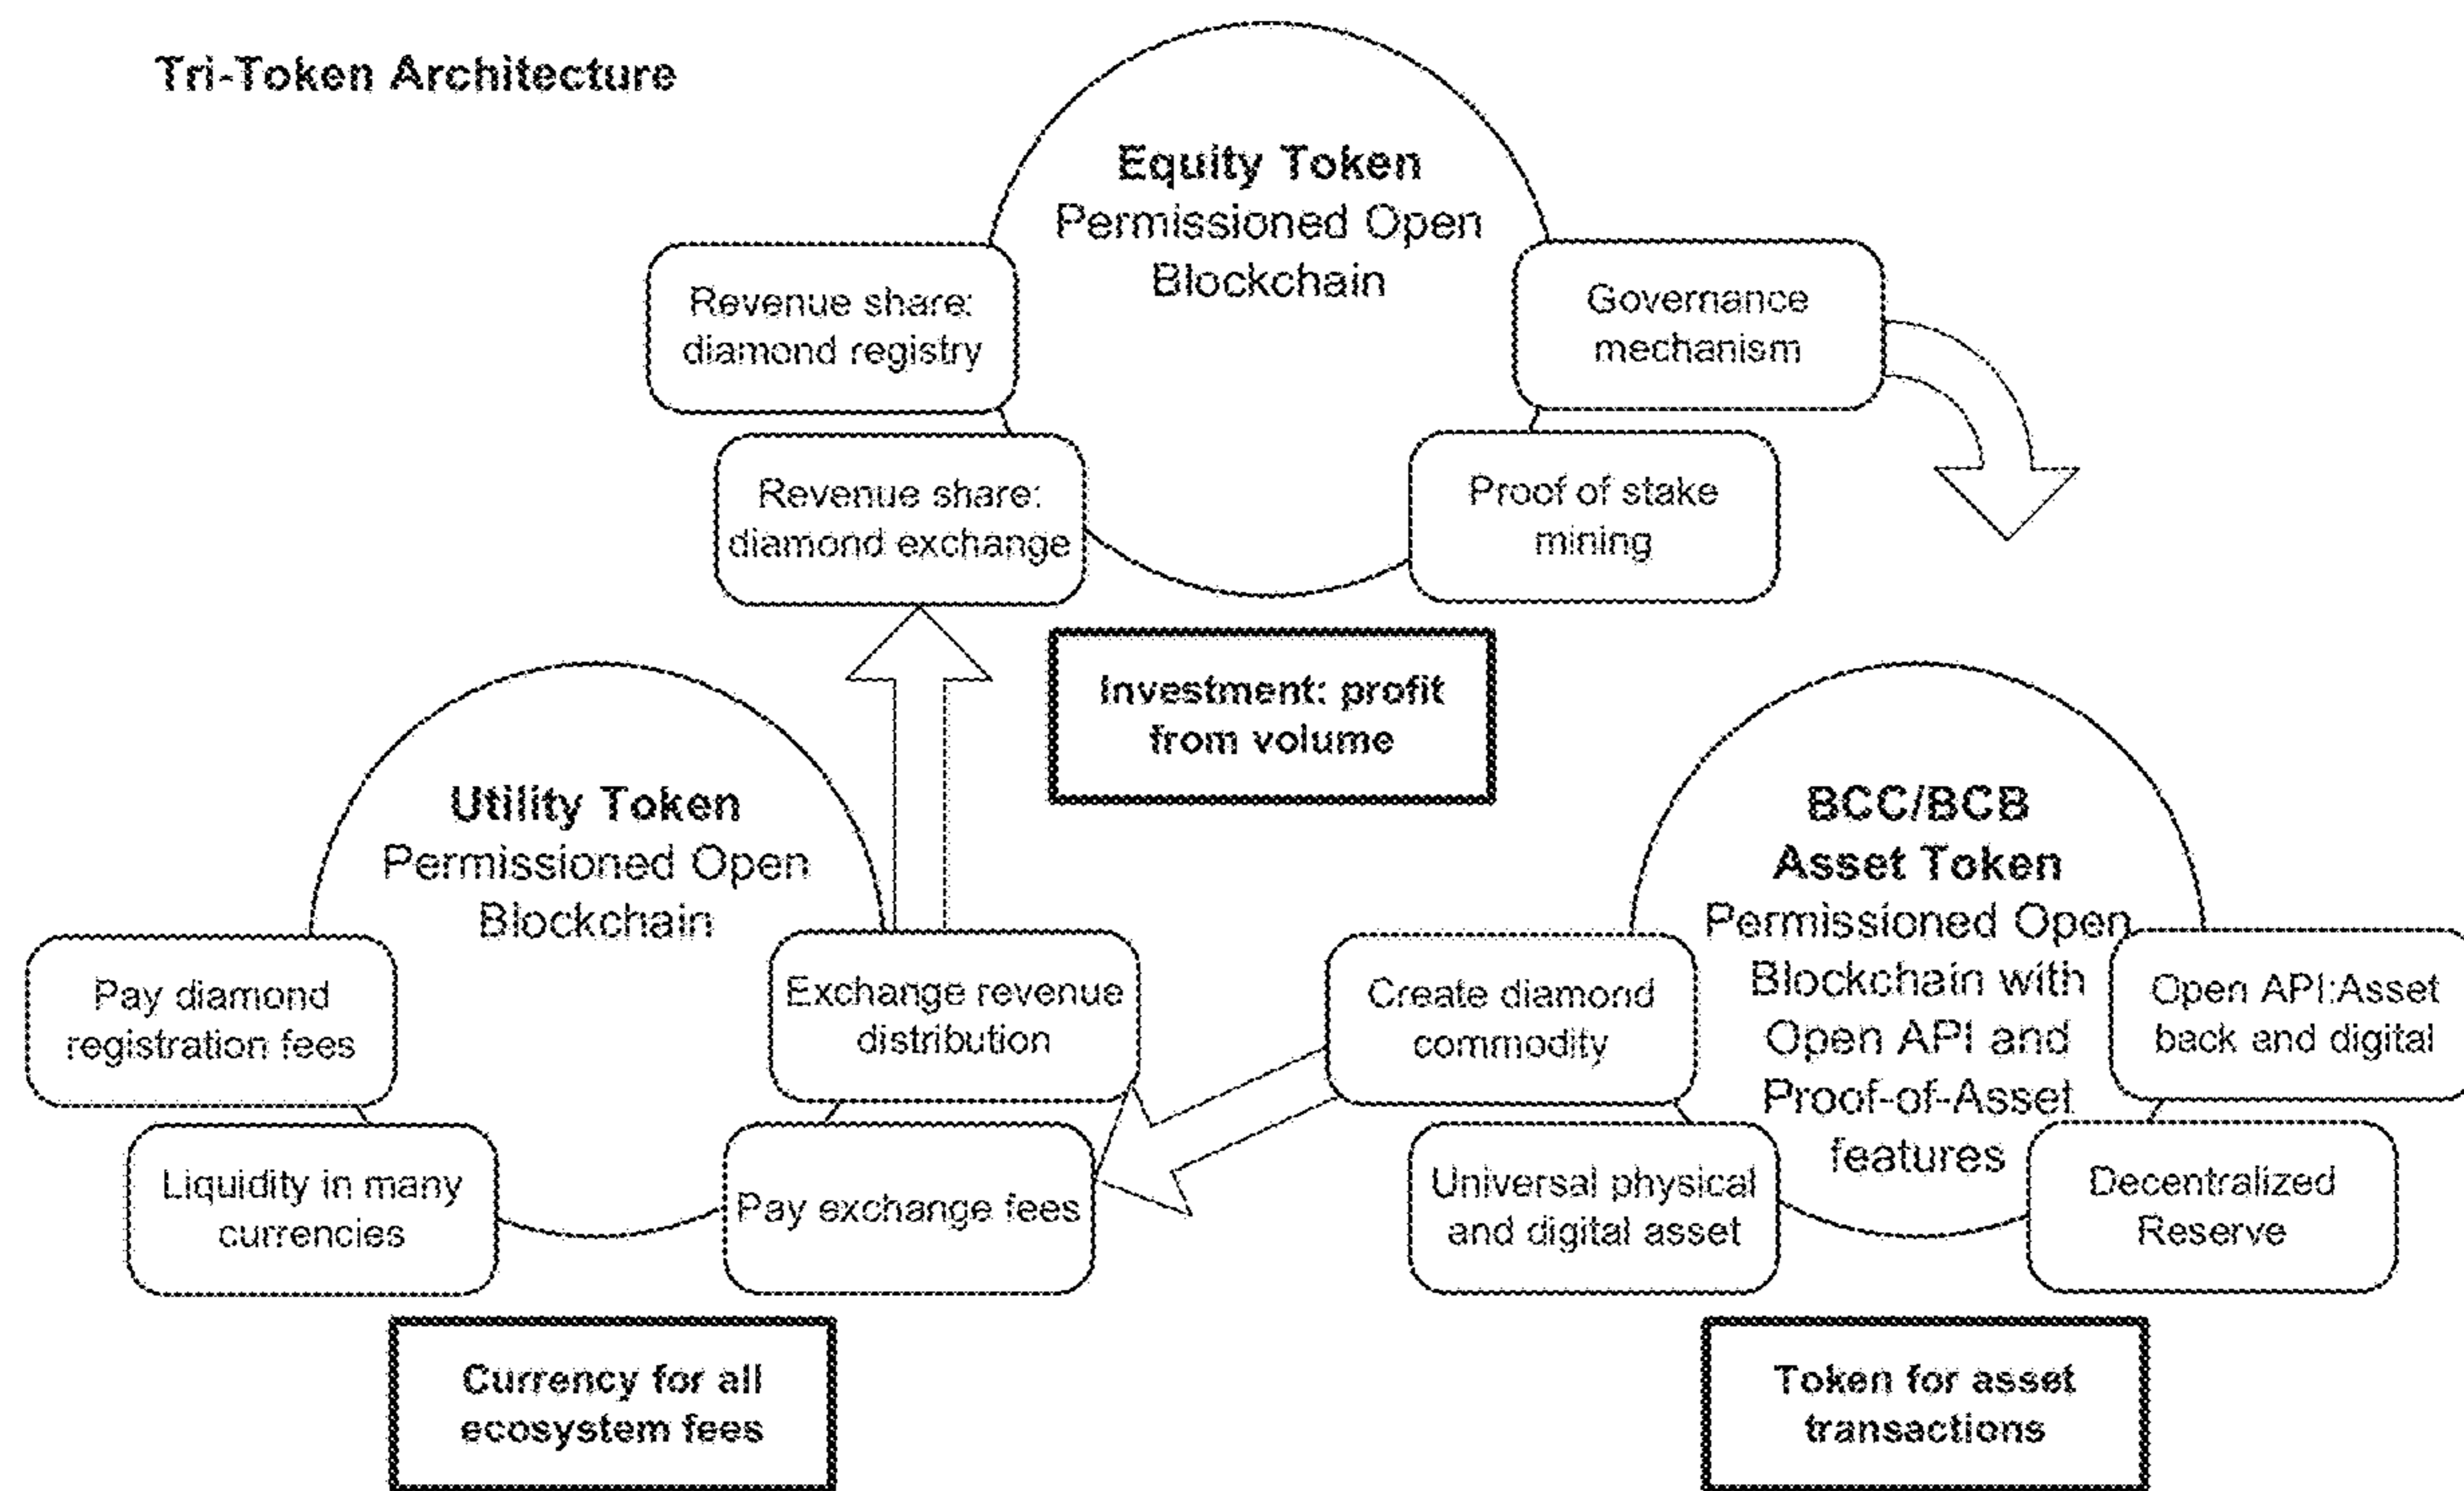 Tri-Token Architecture
Equity Token
Permissioned Open
Blockchain
Revenue share:
diamond registry
Governance
mechanism
Revenue share:
diamond exchange
Proof of stake
mining
Investment: profit
from volume
Utility Token
Permissioned Open
Blockchain
Pay diamond
registration fees
Exchange revenue
distribution
Liquidity in many
currencies
Pay exchange fees
Currency for all
ecosystem fees
BCC/BCB
Asset Token
Permissioned Open
Blockchain with
Open API and
Proof-of-Asset
features
Create diamond
commodity
Open API:Asset
back and digital
Universal physical
and digital asset
Decentralized
Reserve
Token for asset
transactions